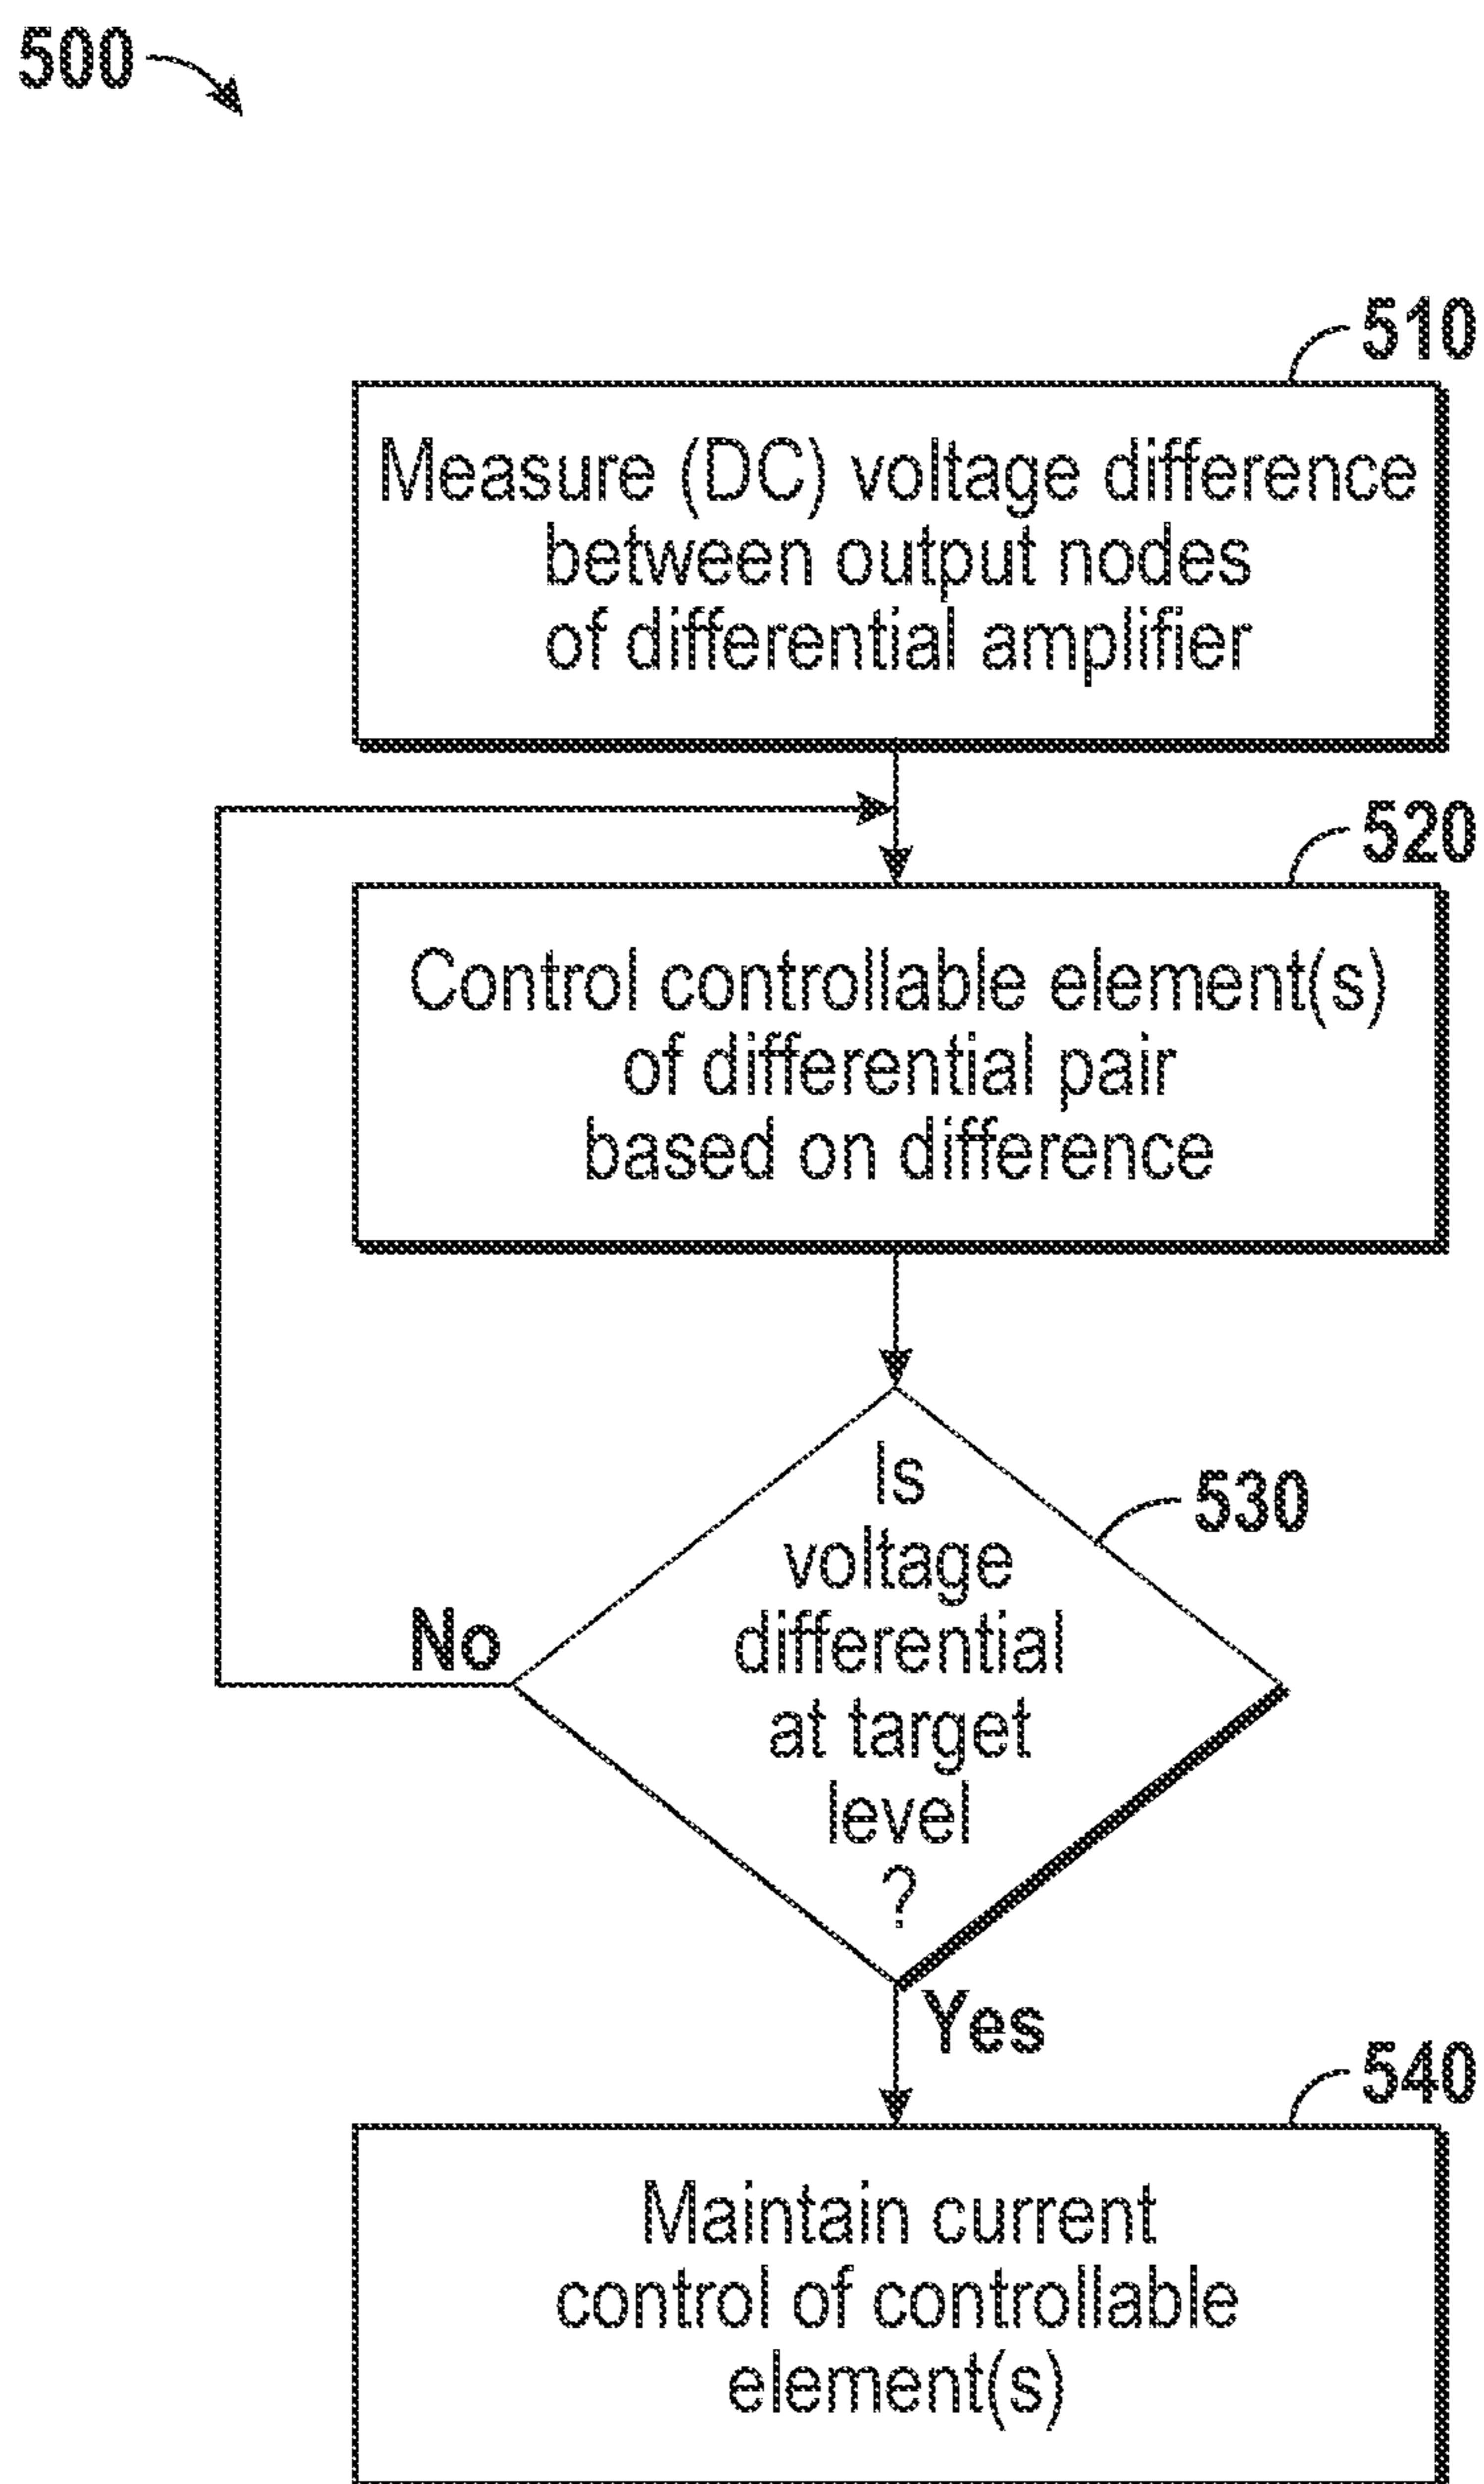 500
510
Measure (DC) voltage difference
between output nodes
of differential amplifier
520
Control controllable element(s)
of differential pair
based on difference
530
Is
voltage
differential
at target
level
?
No
Yes
540
Maintain current
control of controllable
element(s)